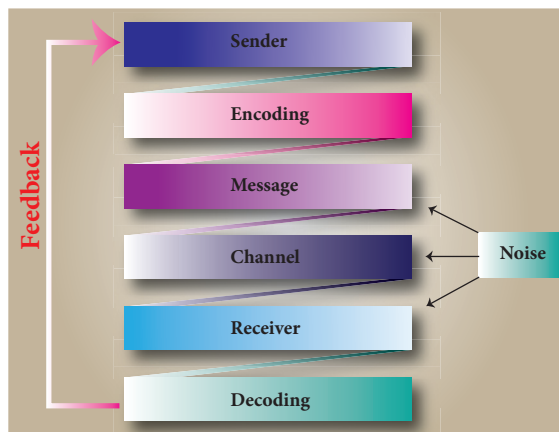 Sender
Encoding
Message
Channel
Receiver
Decoding
Feedback
Noise